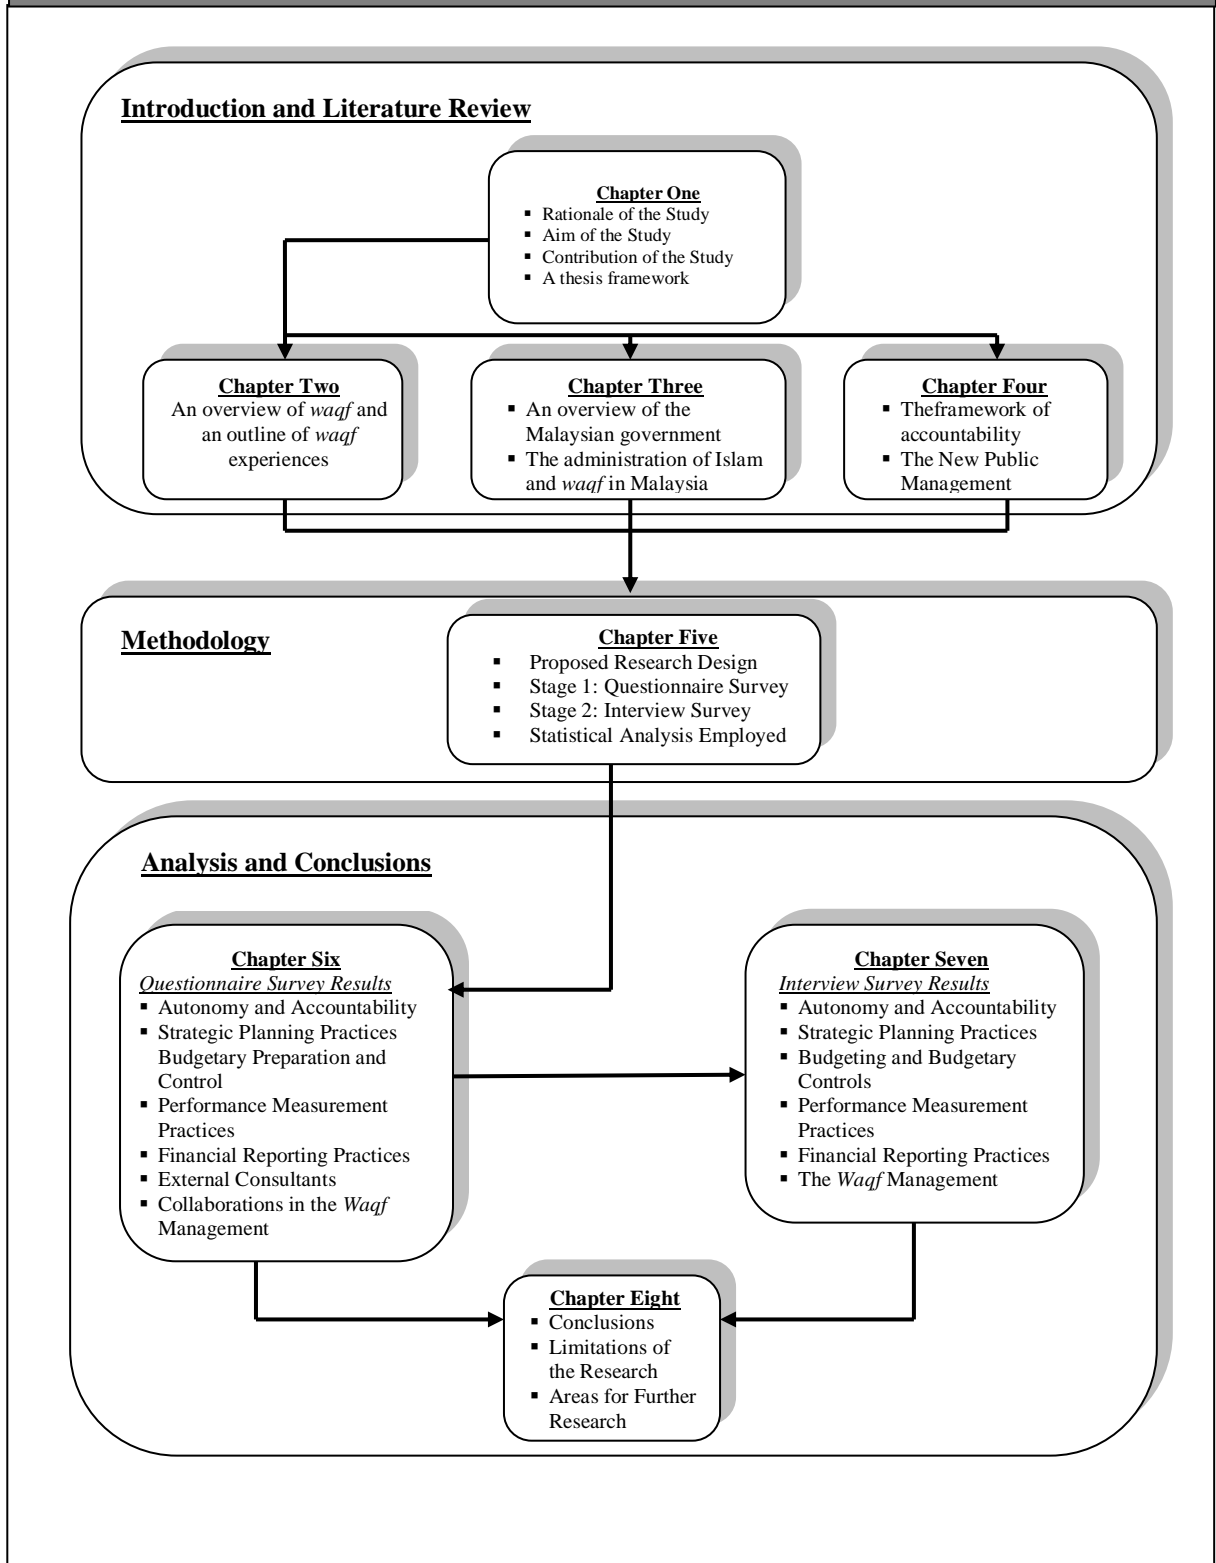 Introduction and Literature Review
Chapter One
▪ Rationale of the Study
▪ Aim of the Study
▪ Contribution of the Study
▪ A thesis framework
Chapter Two
An overview of waqf and
an outline of waqf
experiences
Chapter Three
▪ An overview of the
Malaysian government
▪ The administration of Islam
and waqf in Malaysia
Chapter Four
▪ Theframework of
accountability
▪ The New Public
Management
Methodology
Chapter Five
▪ Proposed Research Design
▪ Stage 1: Questionnaire Survey
▪ Stage 2: Interview Survey
▪ Statistical Analysis Employed
Analysis and Conclusions
Chapter Six
Questionnaire Survey Results
▪ Autonomy and Accountability
▪ Strategic Planning Practices
Budgetary Preparation and
Control
▪ Performance Measurement
Practices
▪ Financial Reporting Practices
▪ External Consultants
▪ Collaborations in the Waqf
Management
Chapter Seven
Interview Survey Results
▪ Autonomy and Accountability
▪ Strategic Planning Practices
▪ Budgeting and Budgetary
Controls
▪ Performance Measurement
Practices
▪ Financial Reporting Practices
▪ The Waqf Management
Chapter Eight
▪ Conclusions
▪ Limitations of
the Research
▪ Areas for Further
Research